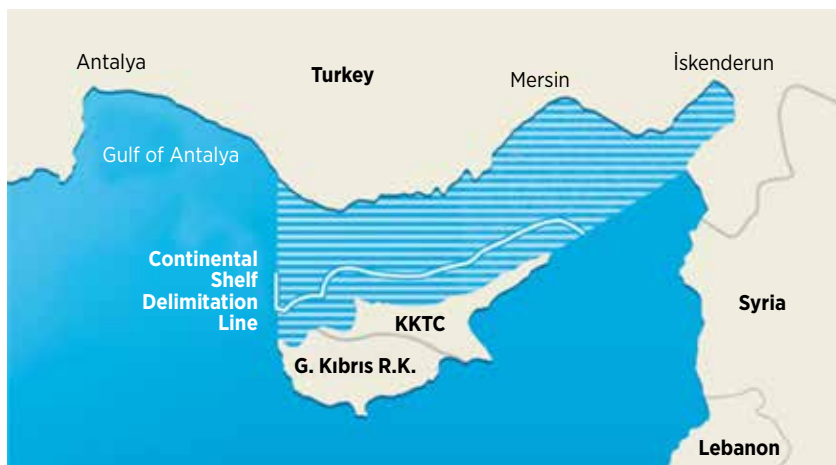 Antalya
Turkey
Mersin
İskenderun
Gulf of Antalya
Continental
Shelf
Delimitation
Line
KKTC
Syria
G. Kıbrıs R.K.
Lebanon